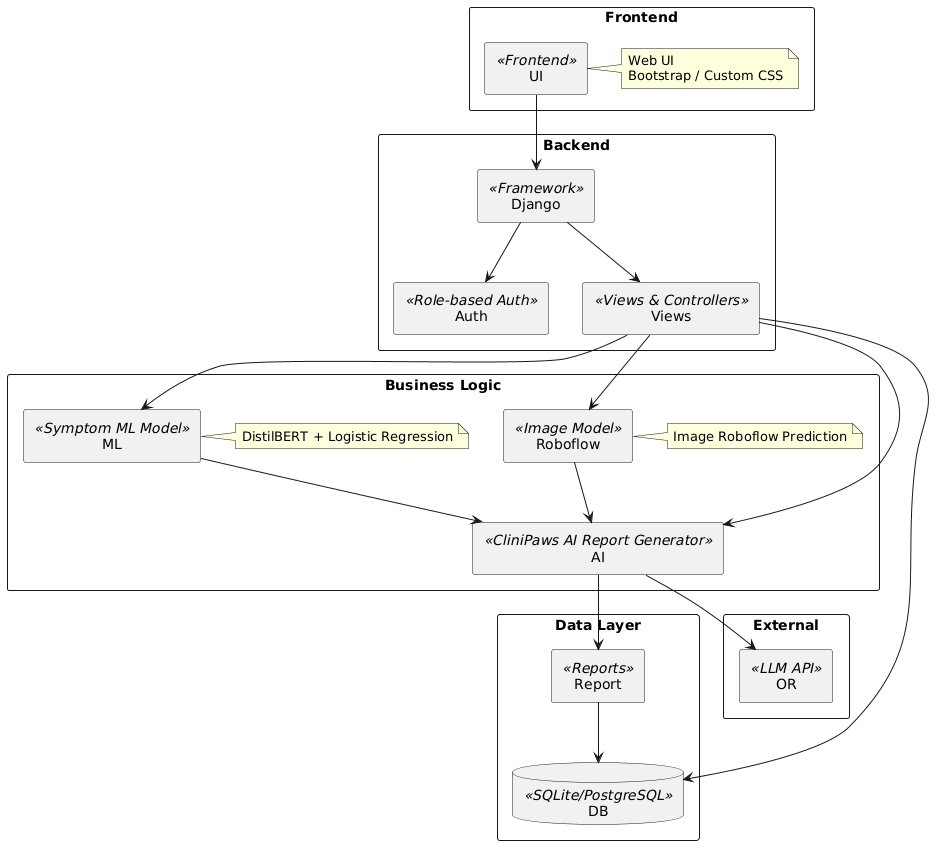 Frontend
«Frontend»
UI
Web UI
Bootstrap / Custom CSS
Backend
«Framework»
Django
«Role-based Auth»
Auth
«Views & Controllers»
Views
Business Logic
«Symptom ML Model»
ML
DistilBERT + Logistic Regression
«Image Model»
Roboflow
Image Roboflow Prediction
«CliniPaws AI Report Generator»
AI
Data Layer
«Reports»
Report
«SQLite/PostgreSQL»
DB
External
«LLM API»
OR